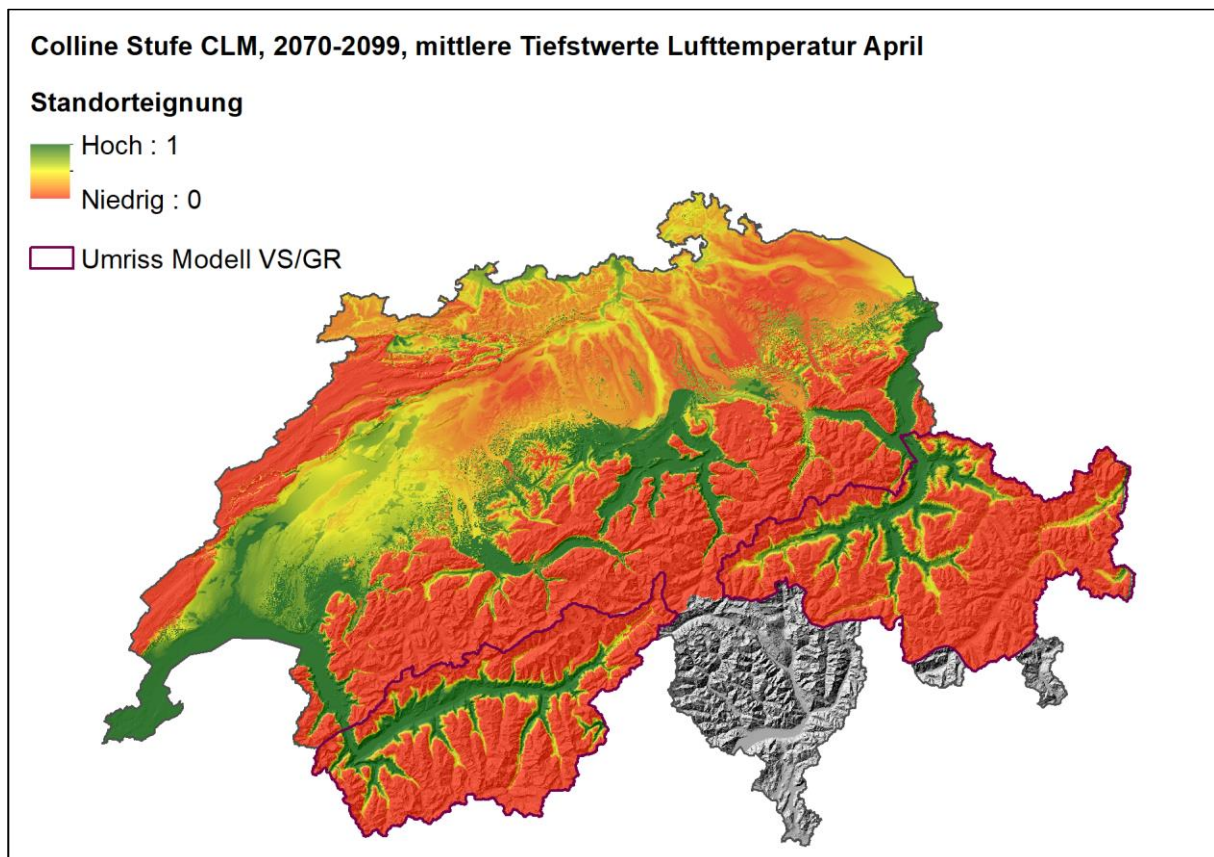 Colline Stufe CLM, 2070-2099, mittlere Tiefstwerte Lufttemperatur April
Standorteignung
Hoch : 1
Niedrig : 0
Umriss Modell VS/GR